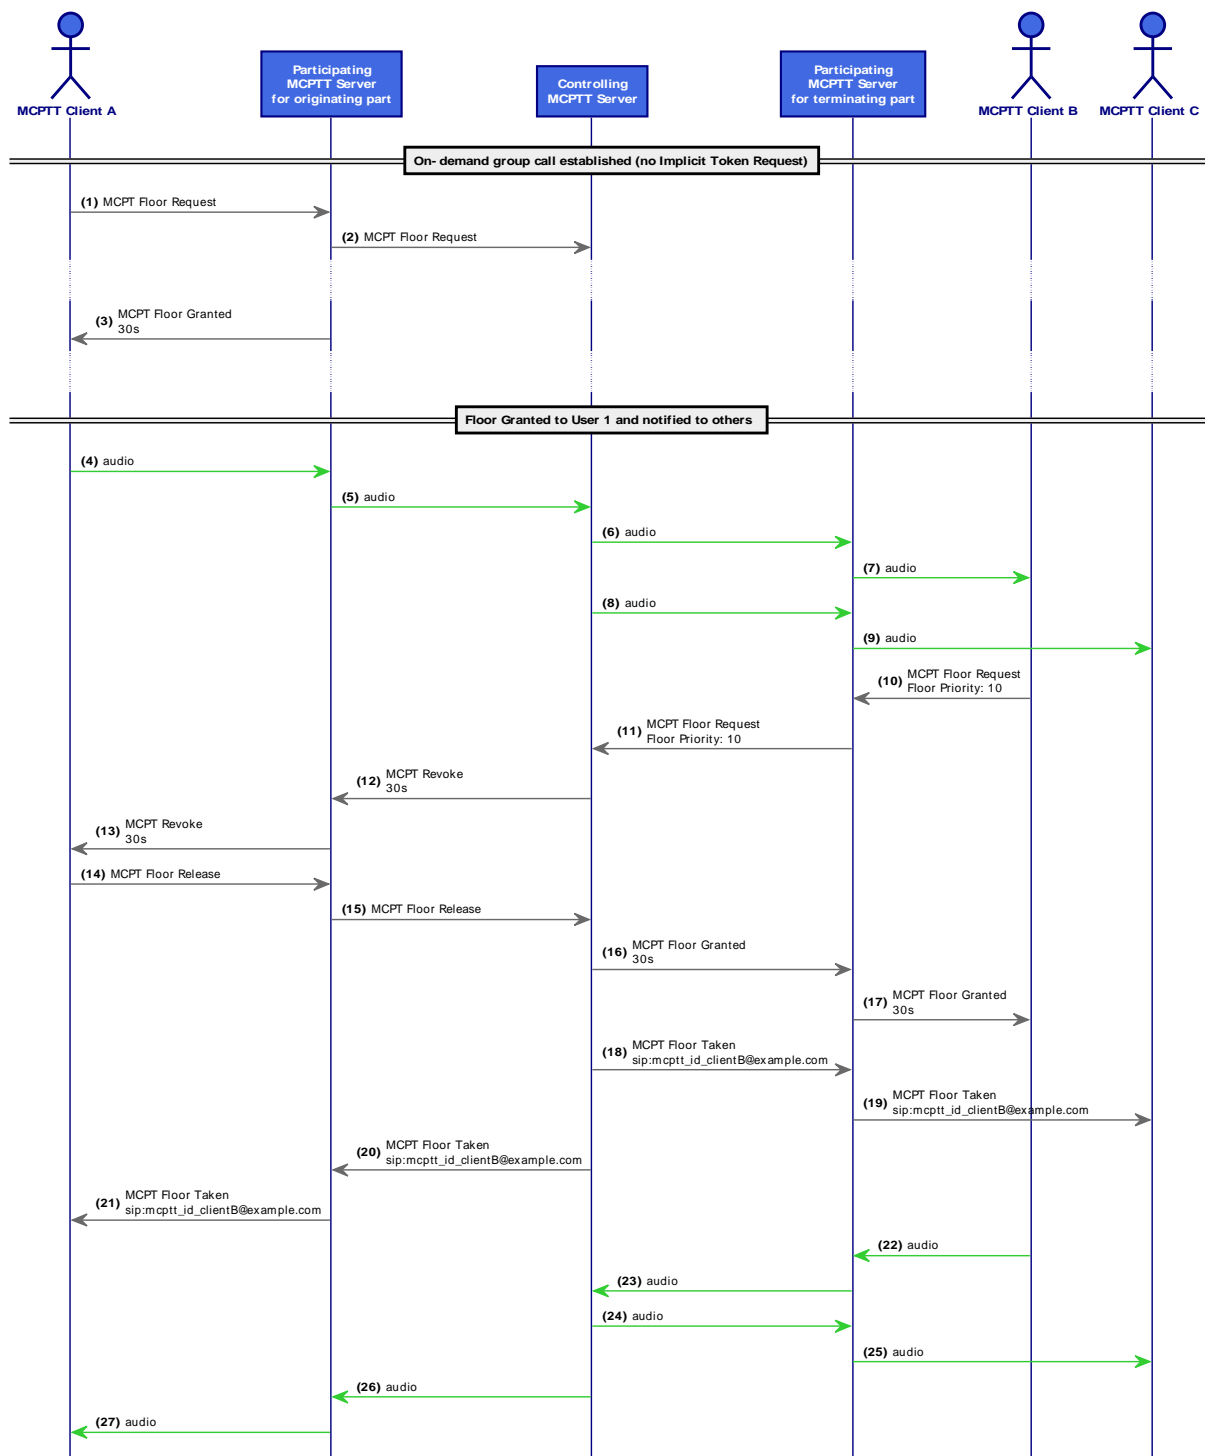 Participating
MCPTT Server
for originating part
Controlling
MCPTT Server
Participating
MCPTT Server
for terminating part
MCPTT Client A
MCPTT Client B
MCPTT Client C
On- demand group call established (no Implicit Token Request)
(1) MCPT Floor Request
(2) MCPT Floor Request
(3) MCPT Floor Granted
30s
Floor Granted to User 1 and notified to others
(4) audio
(5) audio
(6) audio
(7) audio
(8) audio
(9) audio
(10) MCPT Floor Request
Floor Priority: 10
(11) MCPT Floor Request
Floor Priority: 10
(12) MCPT Revoke
30s
(13) MCPT Revoke
30s
(14) MCPT Floor Release
(15) MCPT Floor Release
(16) MCPT Floor Granted
30s
(17) MCPT Floor Granted
30s
(18) MCPT Floor Taken
sip:mcptt_id_clientB@example.com
(19) MCPT Floor Taken
sip:mcptt_id_clientB@example.com
(20) MCPT Floor Taken
sip:mcptt_id_clientB@example.com
(21) MCPT Floor Taken
sip:mcptt_id_clientB@example.com
(22) audio
(23) audio
(24) audio
(25) audio
(26) audio
(27) audio